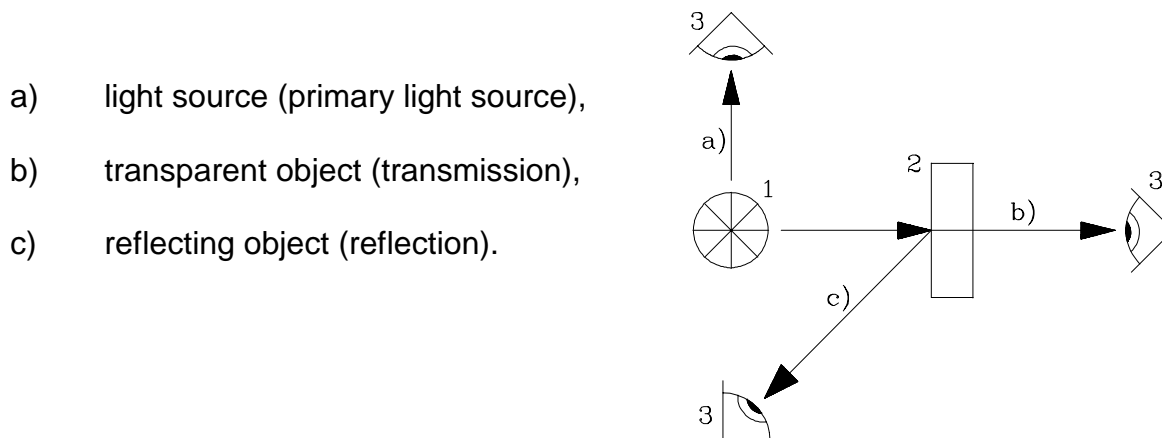 a) light source (primary light source),
b) transparent object (transmission),
c) reflecting object (reflection).
3
a)
1
2
b)
3
c)
3